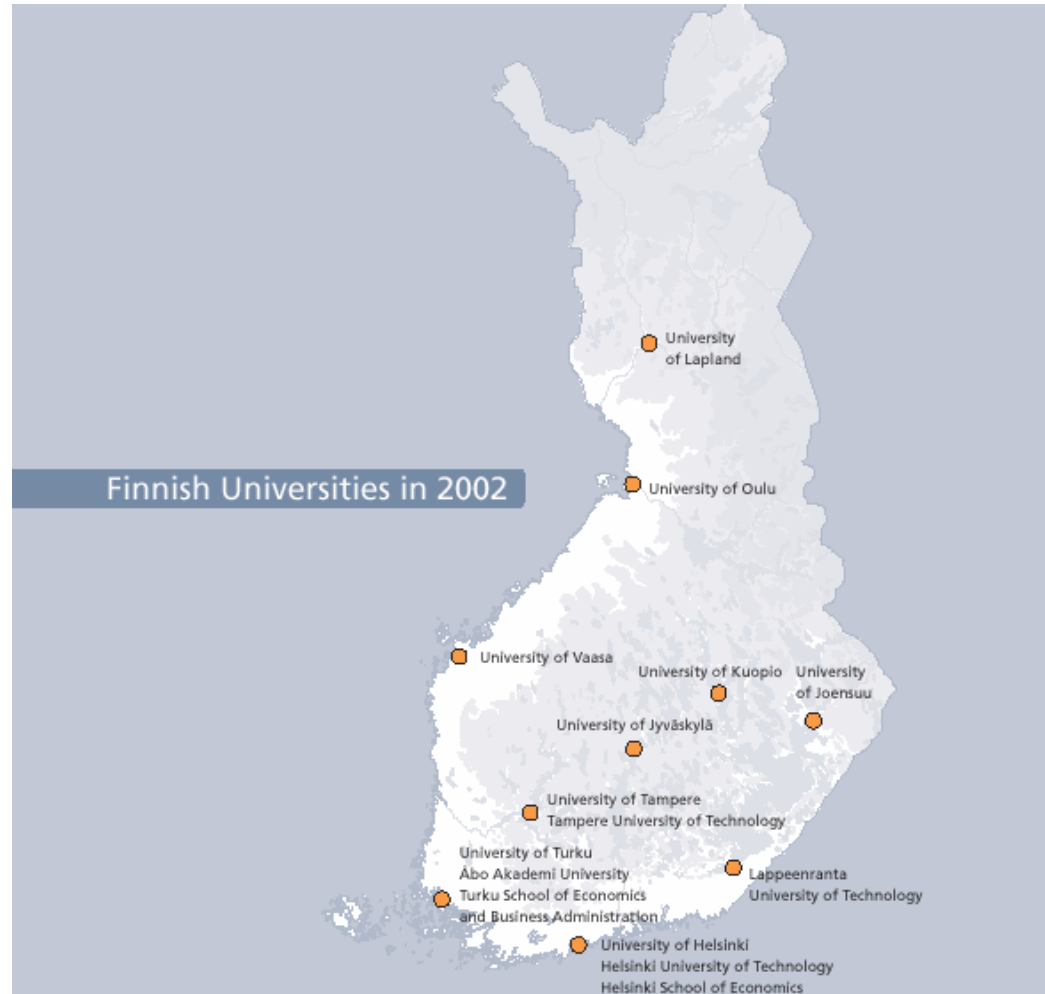 University
of Lapland
Finnish Universities in 2002
University of Oulu
University of Vaasa
University of Kuopio
University
of Joensuu
University of Jyväskylä
University of Tampere
Tampere University of Technology
University of Turku
Åbo Akademi University
Turku School of Economics
and Business Administration
Lappeenranta
University of Technology
University of Helsinki
Helsinki University of Technology
Helsinki School of Economics